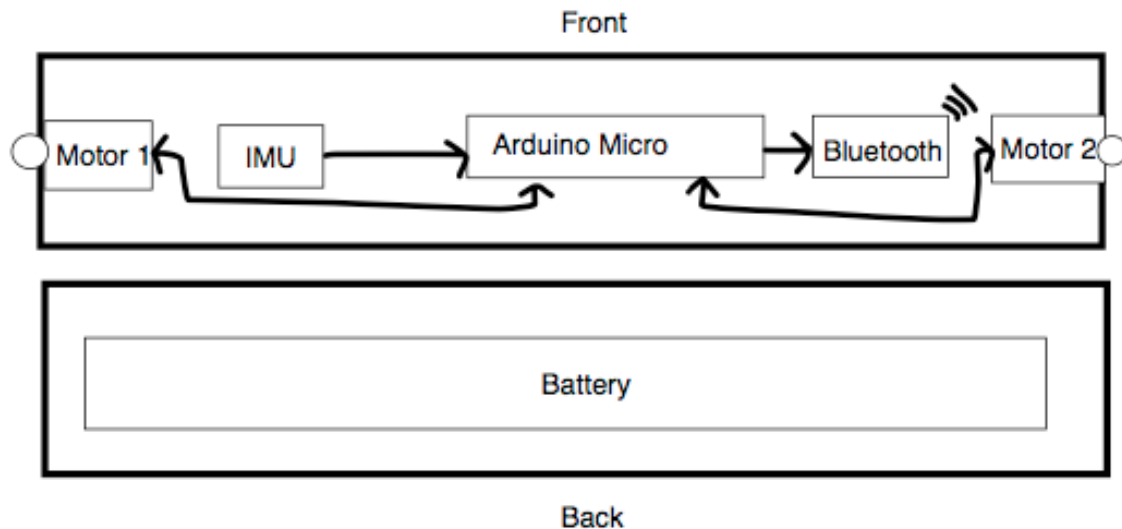 Front
Motor 1
IMU
Arduino Micro
Bluetooth
Motor 2
Battery
Back